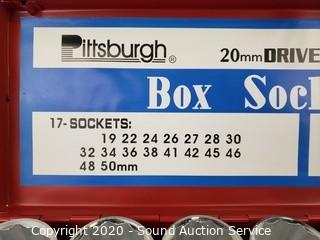 Pittsburgh® 20mm DRIVE
Box
17- SOCKETS:
19 22 24 26 27 28 30
32 34 36 38 41 42 45 46
48 50mm
Copyright 2020 - Sound Auction Service